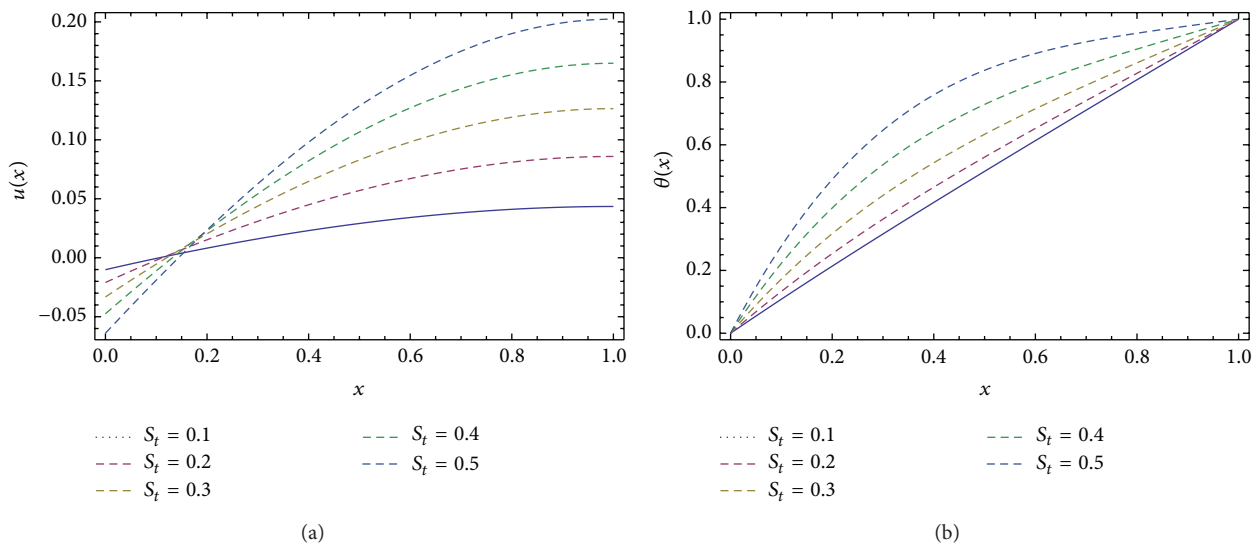 0.20
0.15
0.10
0.05
0.00
−0.05
u(x)
0.0 0.2 0.4 0.6 0.8 1.0
x
S_t = 0.1
S_t = 0.2
S_t = 0.3
S_t = 0.4
S_t = 0.5
(a)
1.0
0.8
0.6
0.4
0.2
0.0
θ(x)
0.0 0.2 0.4 0.6 0.8 1.0
x
S_t = 0.1
S_t = 0.2
S_t = 0.3
S_t = 0.4
S_t = 0.5
(b)